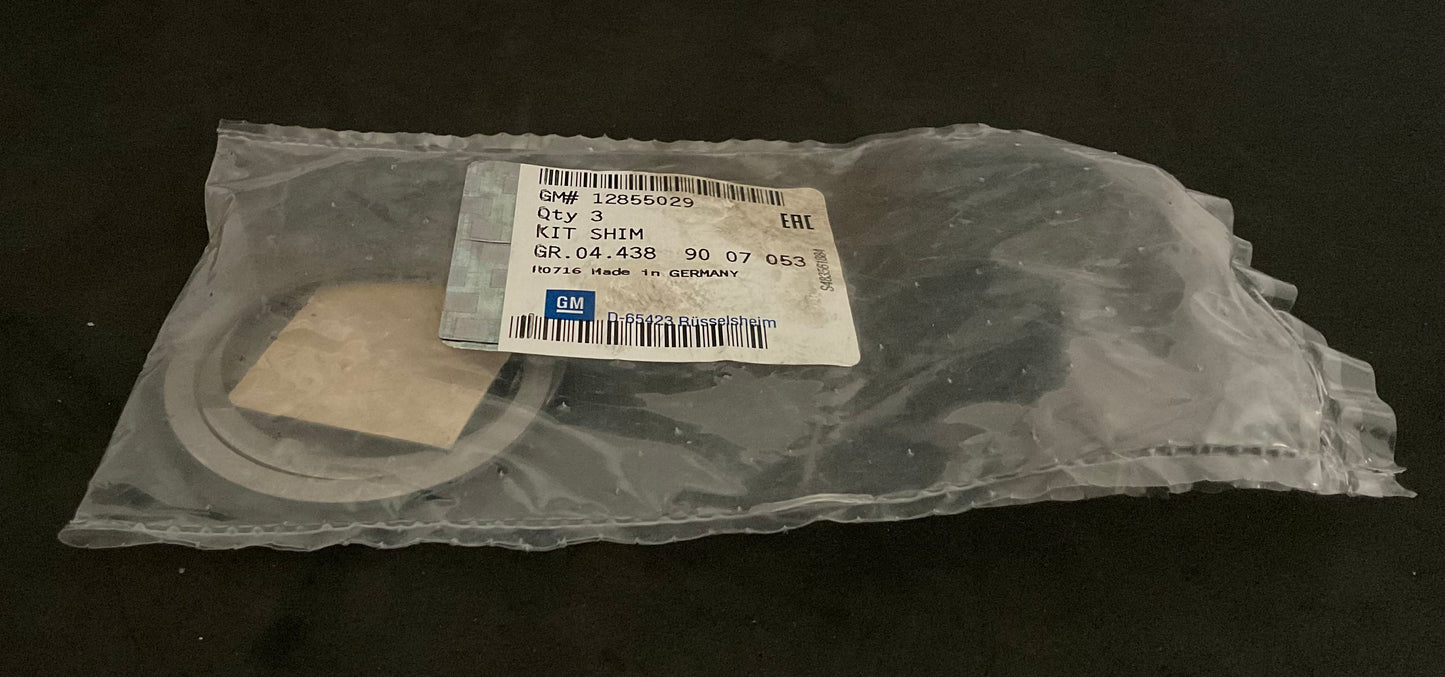 GM# 12855029
Qty 3
EAC
KIT SHIM
GR.04.438 90 07 053
R0716 Made in GERMANY
GM
D-65423 Rüsselsheim